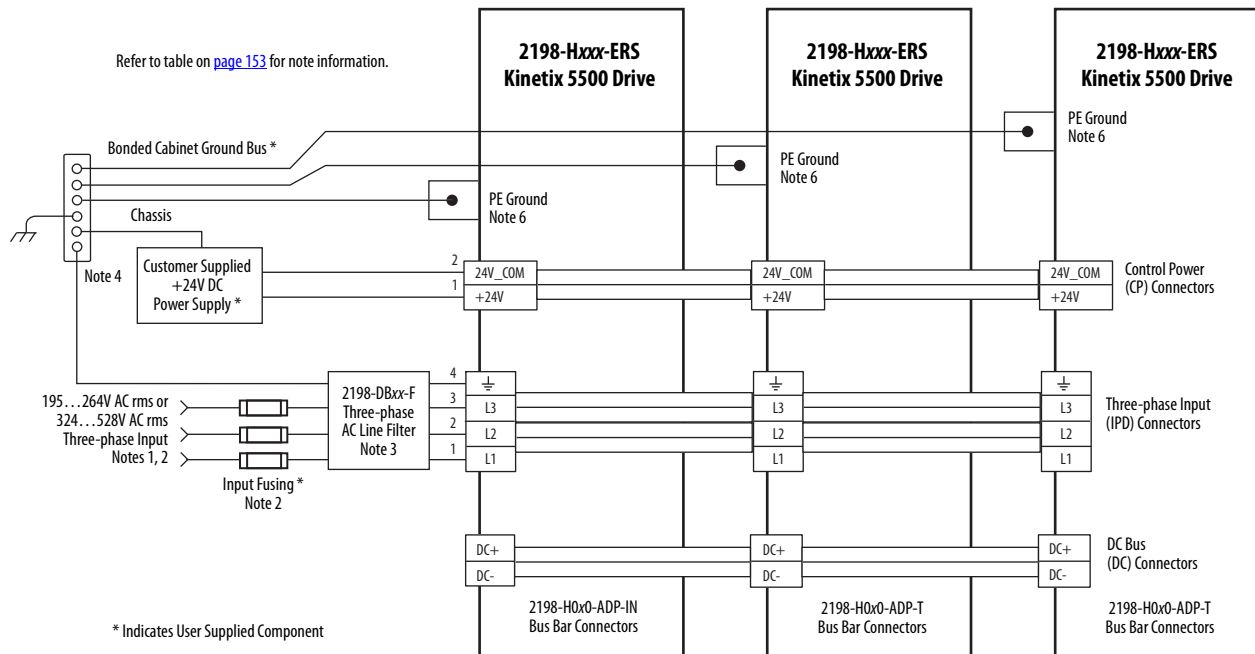 2198-Hxxx-ERS
Kinetix 5500 Drive
2198-Hxxx-ERS
Kinetix 5500 Drive
2198-Hxxx-ERS
Kinetix 5500 Drive
Refer to table on page 153 for note information.
Bonded Cabinet Ground Bus *
PE Ground
Note 6
PE Ground
Note 6
PE Ground
Note 6
Chassis
Note 4
Customer Supplied
+24V DC
Power Supply *
2
1
24V_COM
+24V
24V_COM
+24V
24V_COM
+24V
Control Power
(CP) Connectors
195…264V AC rms or
324…528V AC rms
Three-phase Input
Notes 1, 2
Input Fusing *
Note 2
2198-DBxx-F
Three-phase
AC Line Filter
Note 3
4
3
2
1
L3
L2
L1
L3
L2
L1
L3
L2
L1
Three-phase Input
(IPD) Connectors
DC+
DC-
DC+
DC-
DC+
DC-
DC Bus
(DC) Connectors
2198-H0x0-ADP-IN
Bus Bar Connectors
2198-H0x0-ADP-T
Bus Bar Connectors
2198-H0x0-ADP-T
Bus Bar Connectors
* Indicates User Supplied Component